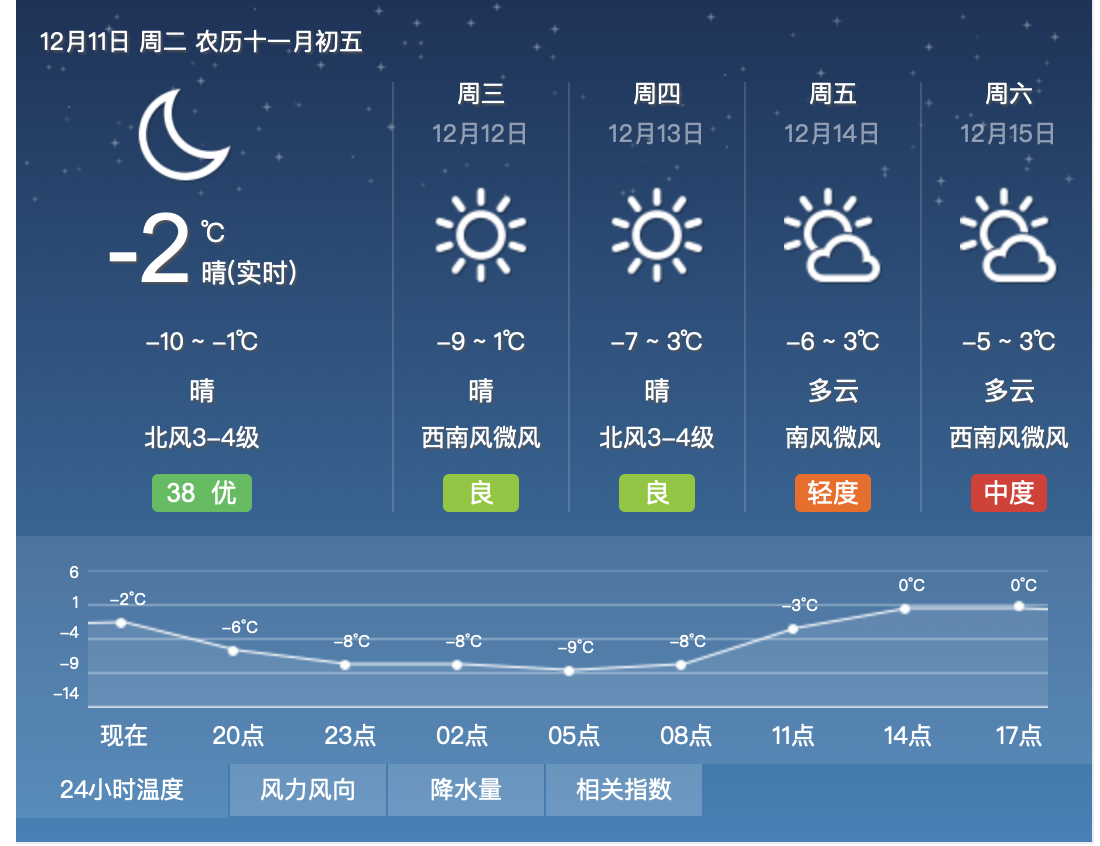 12月11日 周二 农历十一月初五
-2
℃
晴(实时)
–10 ~ –1℃
晴
北风3–4级
38 优
周三
12月12日
–9 ~ 1℃
晴
西南风微风
良
周四
12月13日
–7 ~ 3℃
晴
北风3–4级
良
周五
12月14日
–6 ~ 3℃
多云
南风微风
轻度
周六
12月15日
–5 ~ 3℃
多云
西南风微风
中度
6
1
–4
–9
–14
–2℃ –6℃ –8℃ –8℃ –9℃ –8℃ –3℃ 0℃ 0℃
现在 20点 23点 02点 05点 08点 11点 14点 17点
24小时温度 风力风向 降水量 相关指数